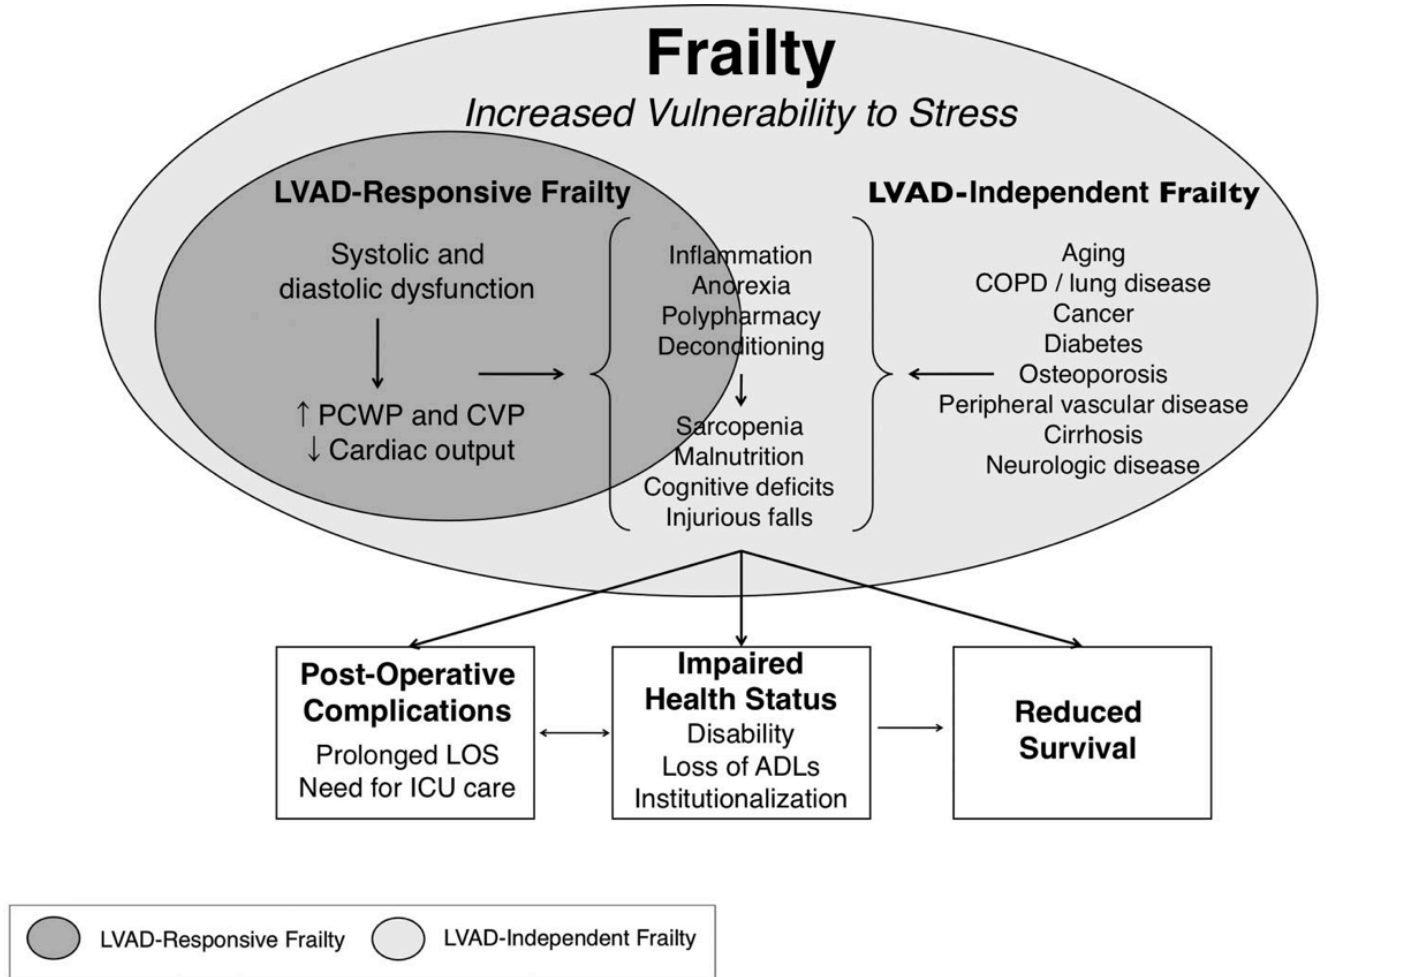 Frailty
Increased Vulnerability to Stress
LVAD-Responsive Frailty
Systolic and
diastolic dysfunction
↑ PCWP and CVP
↓ Cardiac output
Inflammation
Anorexia
Polypharmacy
Deconditioning
Sarcopenia
Malnutrition
Cognitive deficits
Injurious falls
LVAD-Independent Frailty
Aging
COPD / lung disease
Cancer
Diabetes
Osteoporosis
Peripheral vascular disease
Cirrhosis
Neurologic disease
Post-Operative
Complications
Prolonged LOS
Need for ICU care
Impaired
Health Status
Disability
Loss of ADLs
Institutionalization
Reduced
Survival
LVAD-Responsive Frailty
LVAD-Independent Frailty